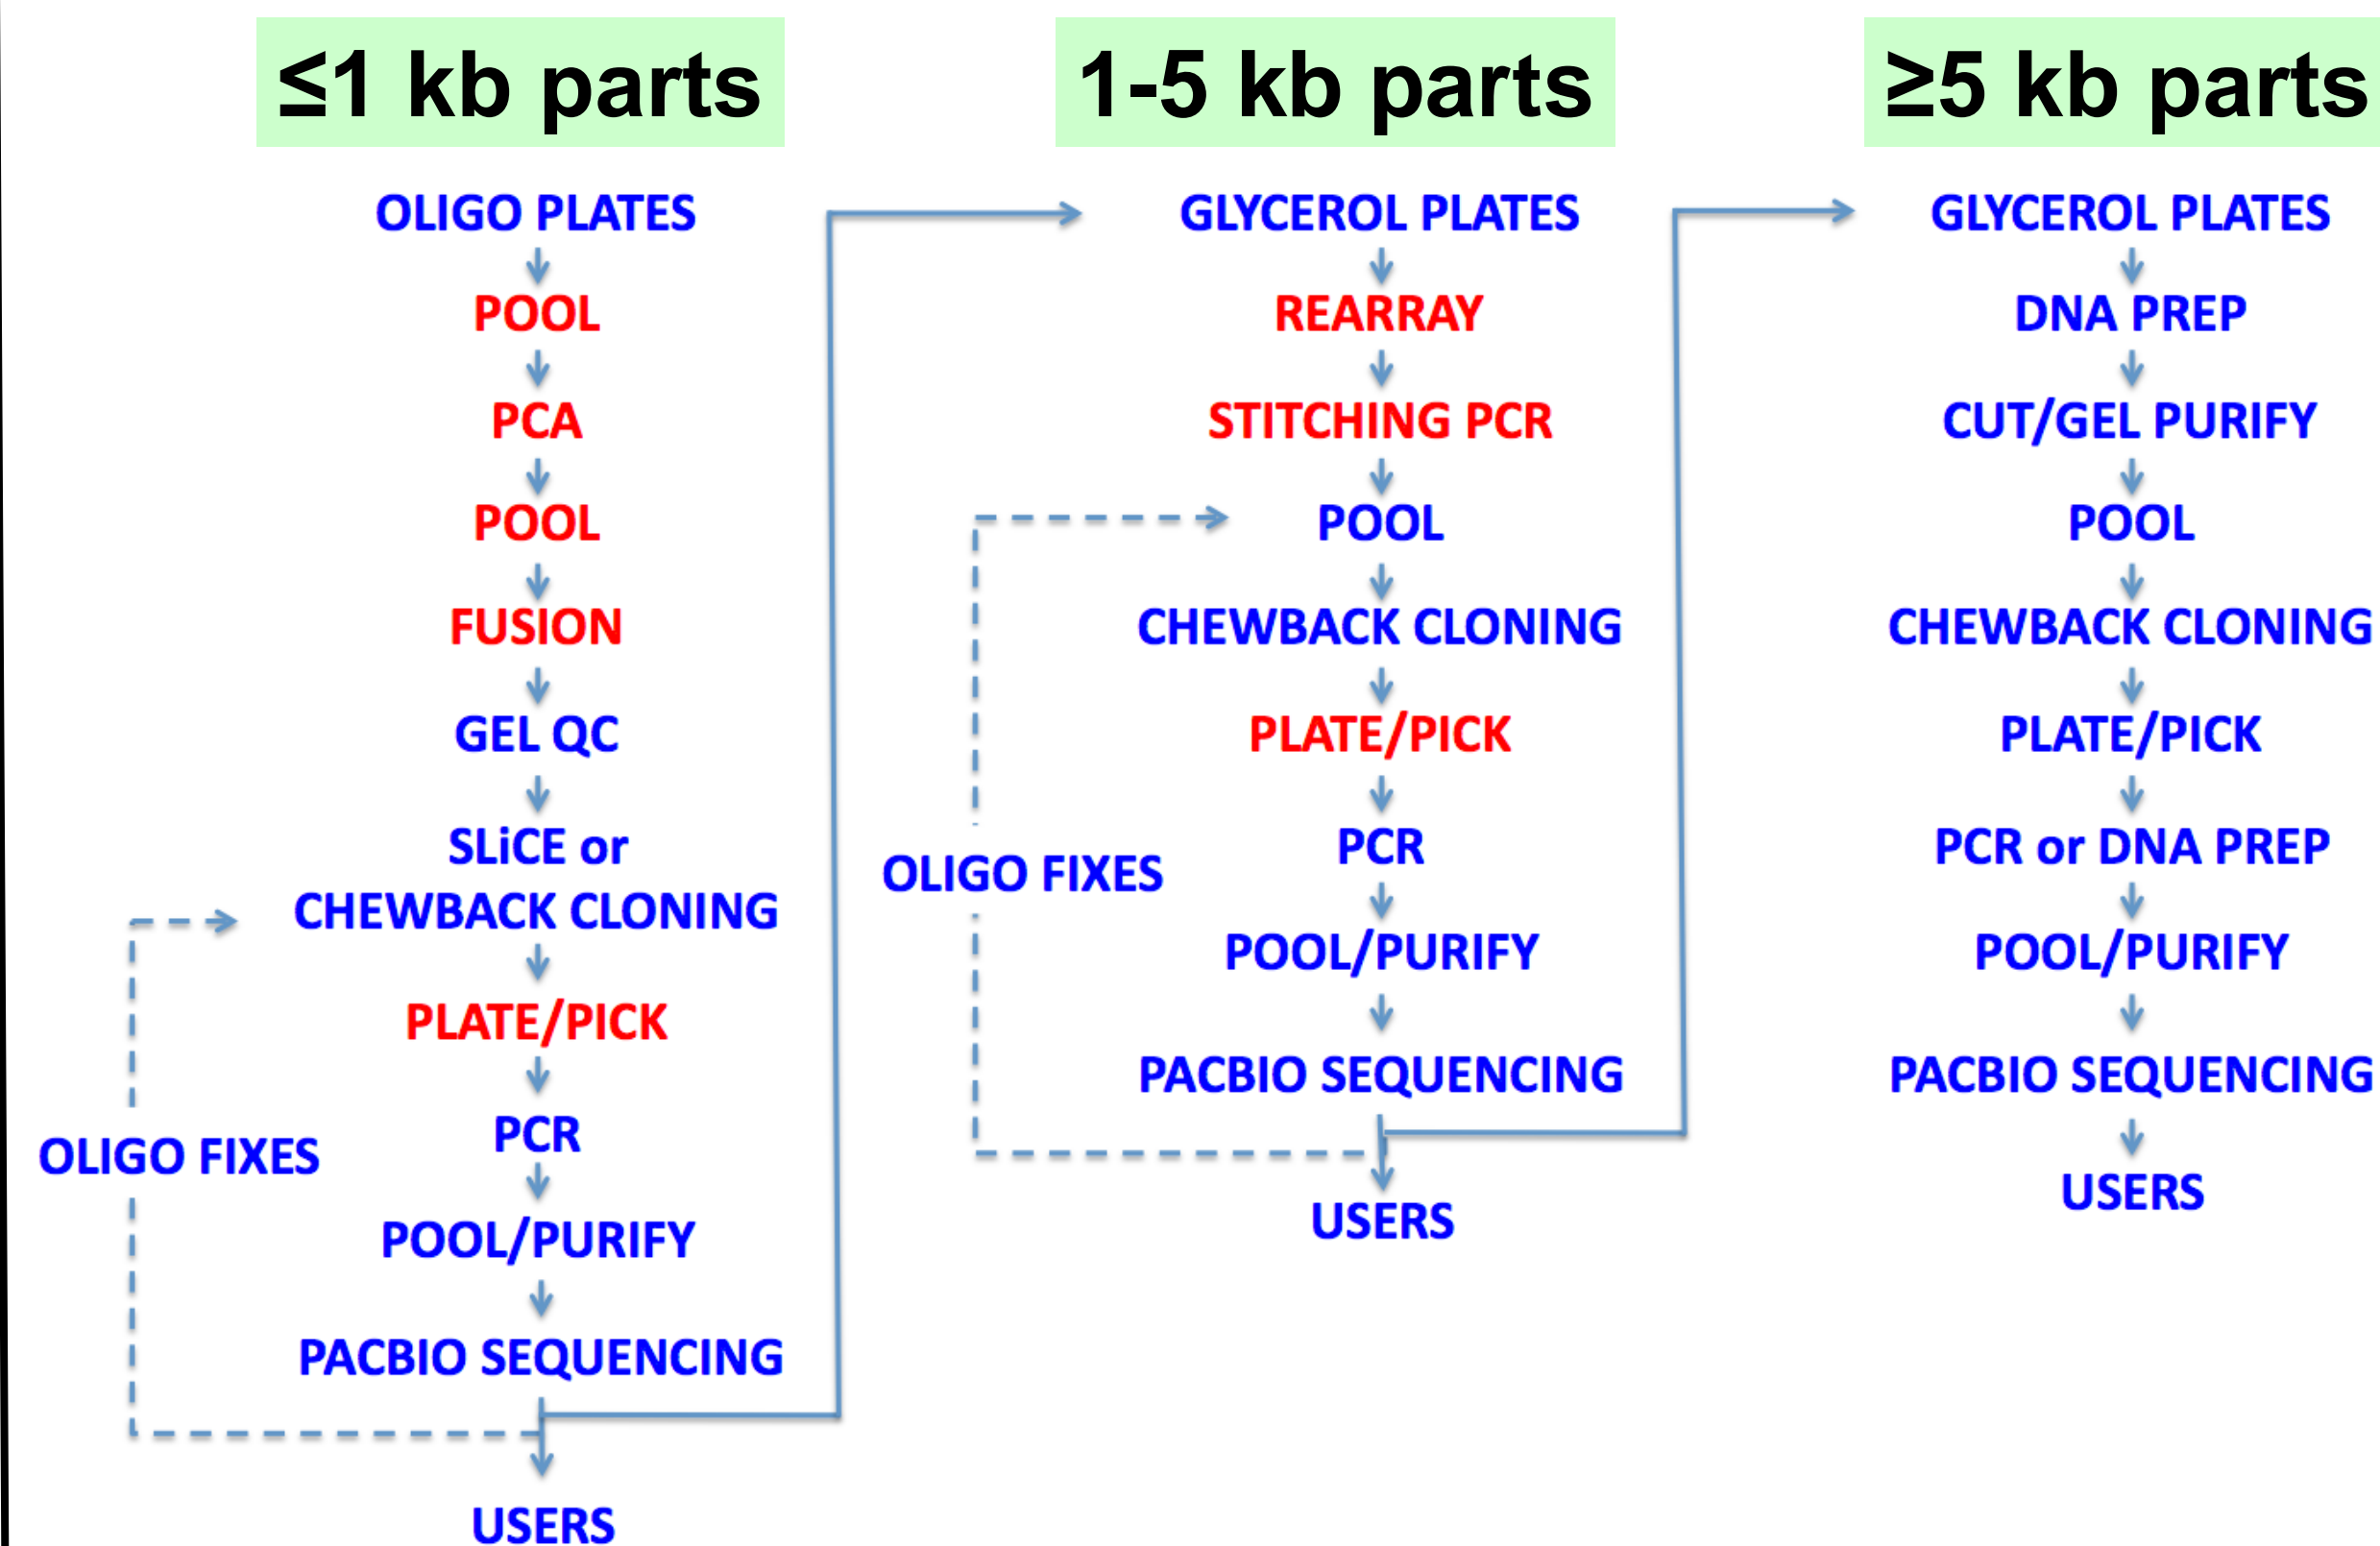 ≤1 kb parts
OLIGO PLATES
POOL
PCA
POOL
FUSION
GEL QC
SLiCE or
CHEWBACK CLONING
PLATE/PICK
PCR
OLIGO FIXES
POOL/PURIFY
PACBIO SEQUENCING
USERS
1-5 kb parts
GLYCEROL PLATES
REARRAY
STITCHING PCR
POOL
CHEWBACK CLONING
PLATE/PICK
PCR
OLIGO FIXES
POOL/PURIFY
PACBIO SEQUENCING
USERS
≥5 kb parts
GLYCEROL PLATES
DNA PREP
CUT/GEL PURIFY
POOL
CHEWBACK CLONING
PLATE/PICK
PCR or DNA PREP
POOL/PURIFY
PACBIO SEQUENCING
USERS